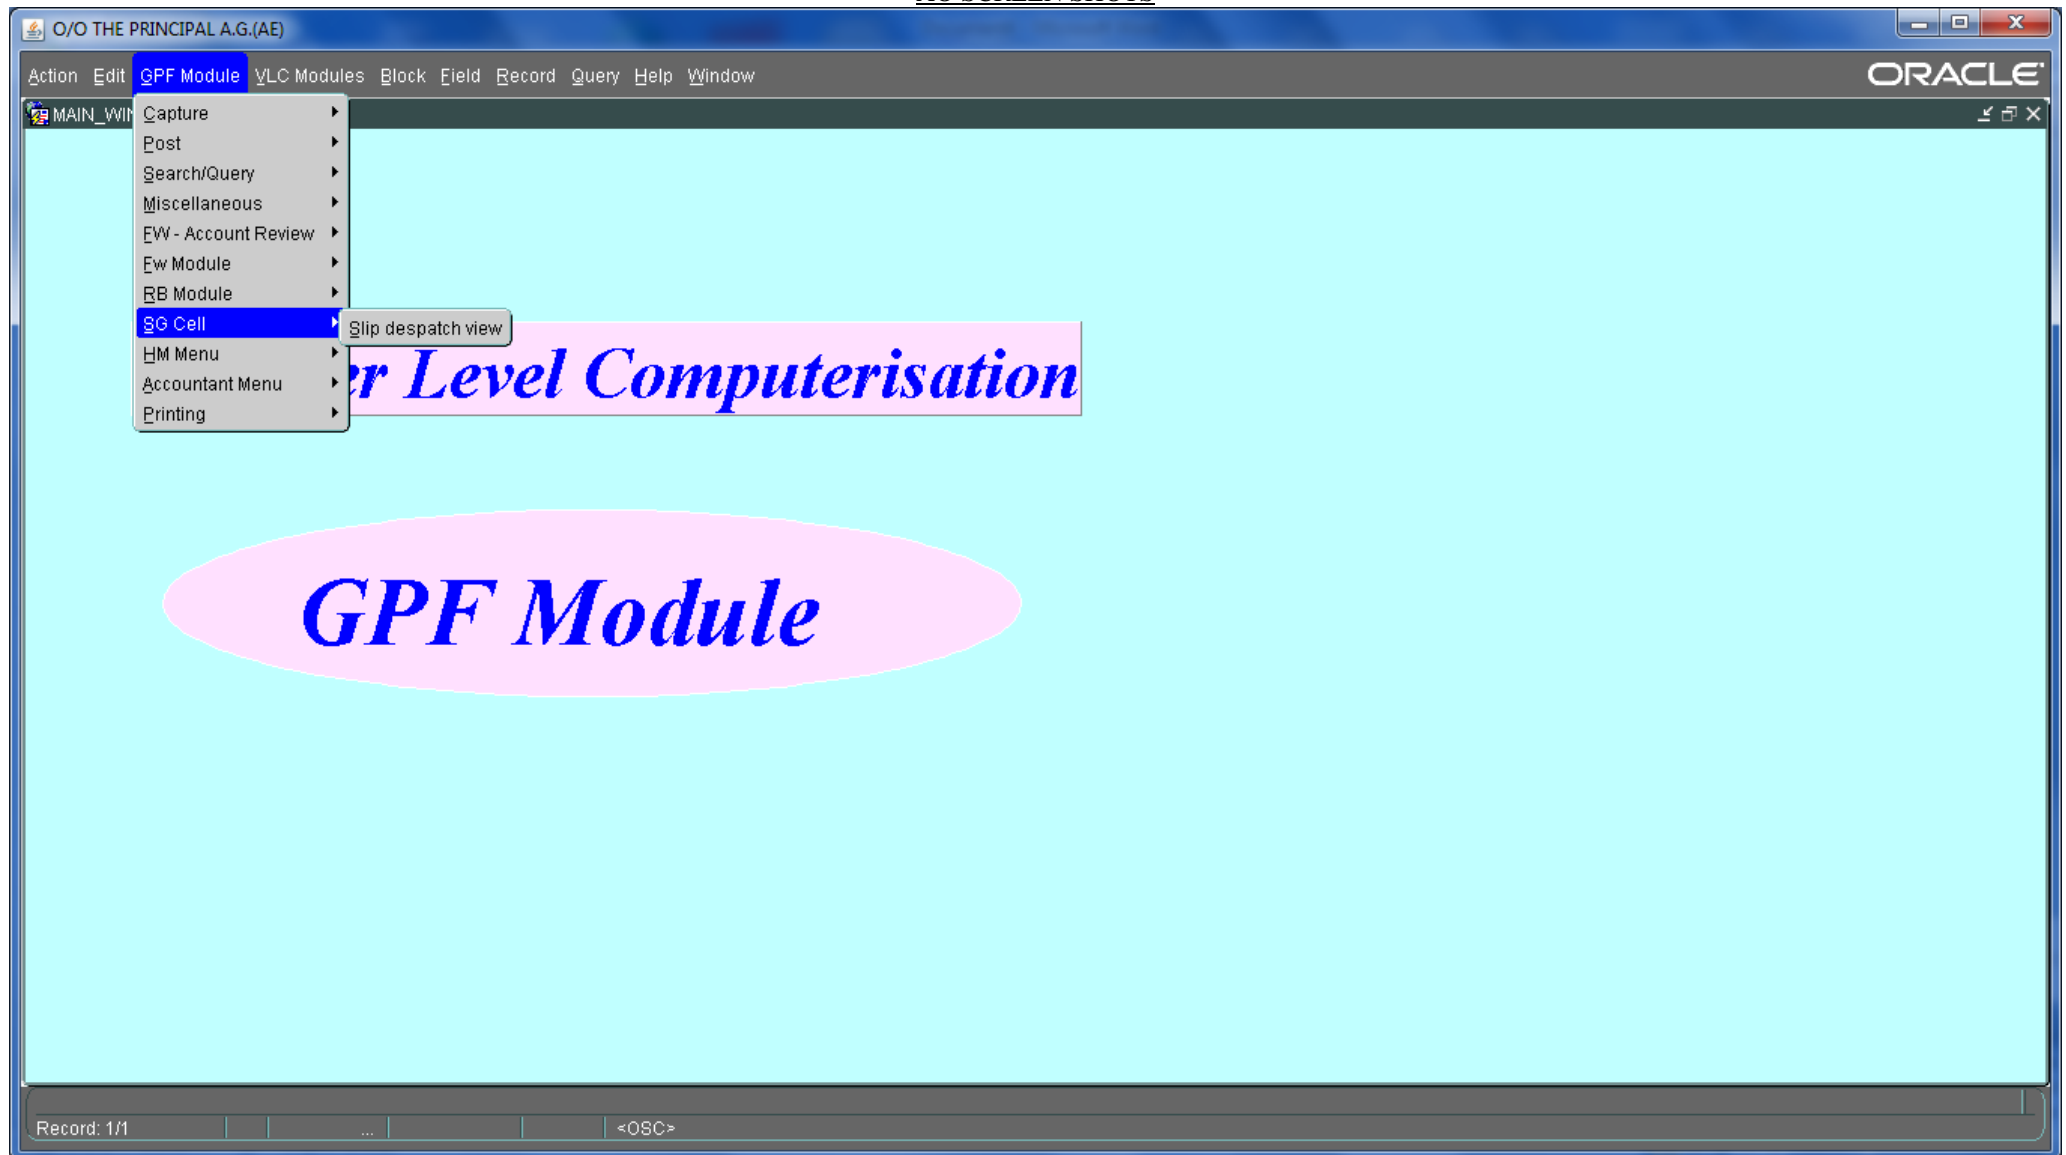 SCREEN SHOTS
O/O THE PRINCIPAL A.G.(AE)
Action Edit GPF Module VLC Modules Block Field Record Query Help Window
ORACLE
Capture
Post
Search/Query
Miscellaneous
FW - Account Review
Fw Module
RB Module
SG Cell
Slip despatch view
HM Menu
Accountant Menu
Printing
Level Computerisation
GPF Module
Record: 1/1 ... <OSC>